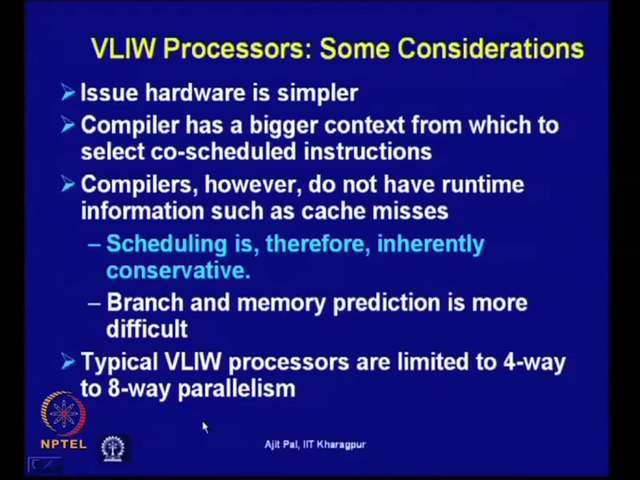 VLIW Processors: Some Considerations
Issue hardware is simpler
Compiler has a bigger context from which to
select co-scheduled instructions
Compilers, however, do not have runtime
information such as cache misses
– Scheduling is, therefore, inherently
conservative.
– Branch and memory prediction is more
difficult
Typical VLIW processors are limited to 4-way
to 8-way parallelism
NPTEL
Ajit Pal, IIT Kharagpur